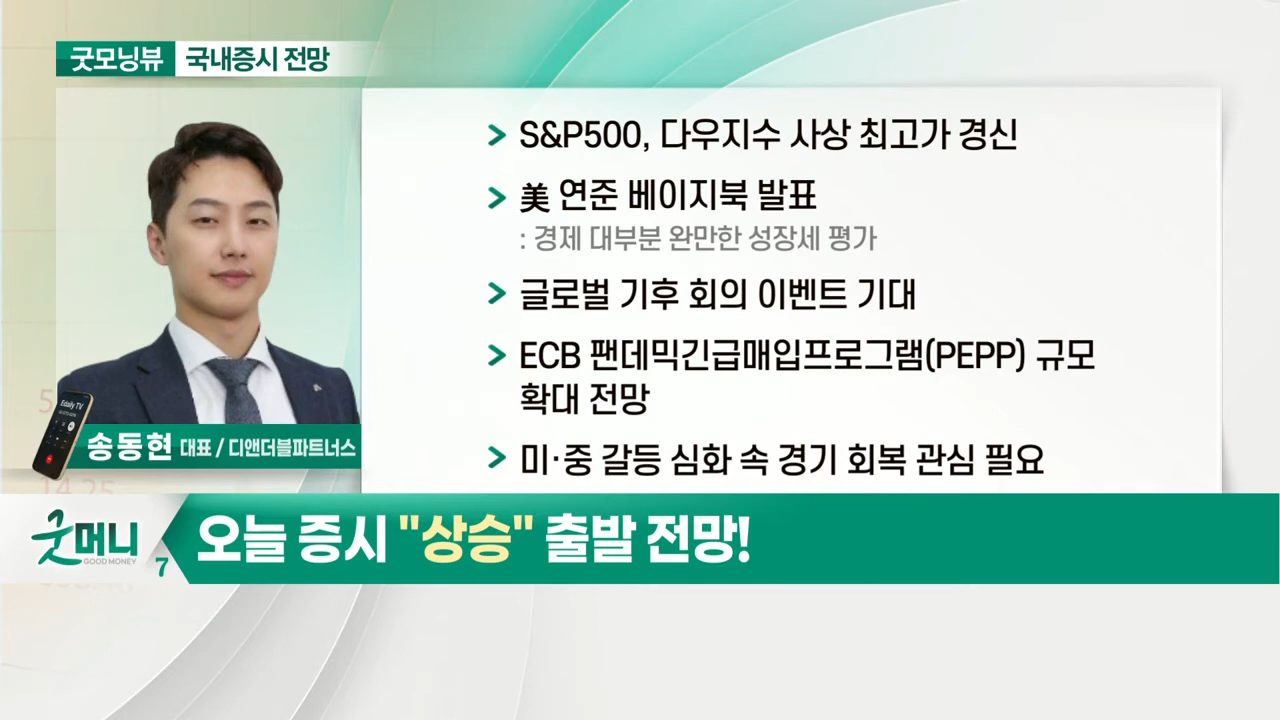 굿모닝뷰 국내증시 전망
> S&P500, 다우지수 사상 최고가 경신
> 美 연준 베이지북 발표
: 경제 대부분 완만한 성장세 평가
> 글로벌 기후 회의 이벤트 기대
> ECB 팬데믹긴급매입프로그램(PEPP) 규모
확대 전망
> 미·중 갈등 심화 속 경기 회복 관심 필요
Edaily TV
송동현 대표 / 디앤더블파트너스
14.25
굿머니
GOOD MONEY
7
오늘 증시 "상승" 출발 전망!